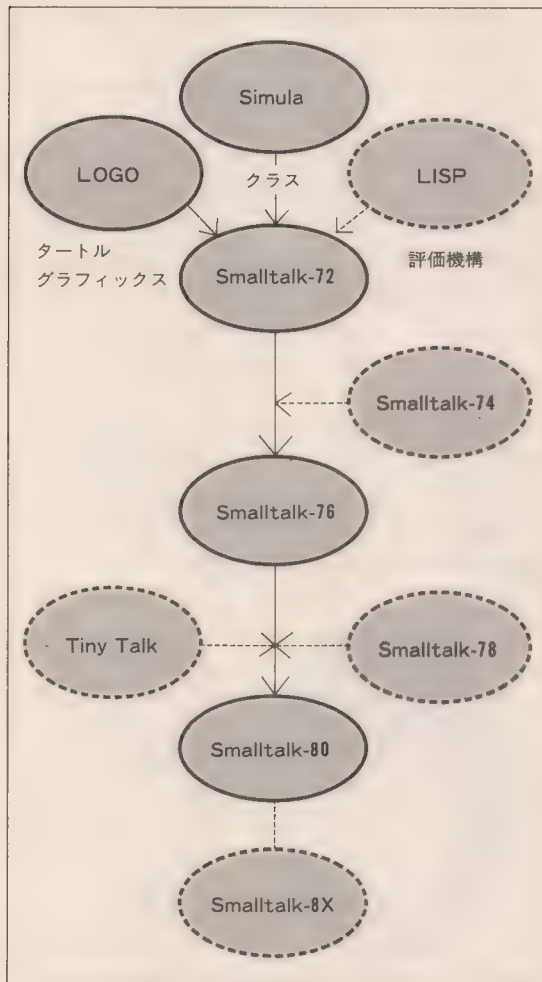 Simula
LOGO
LISP
クラス
タートル
グラフィックス
評価機構
Smalltalk-72
Smalltalk-74
Smalltalk-76
Tiny Talk
Smalltalk-78
Smalltalk-80
Smalltalk-8X